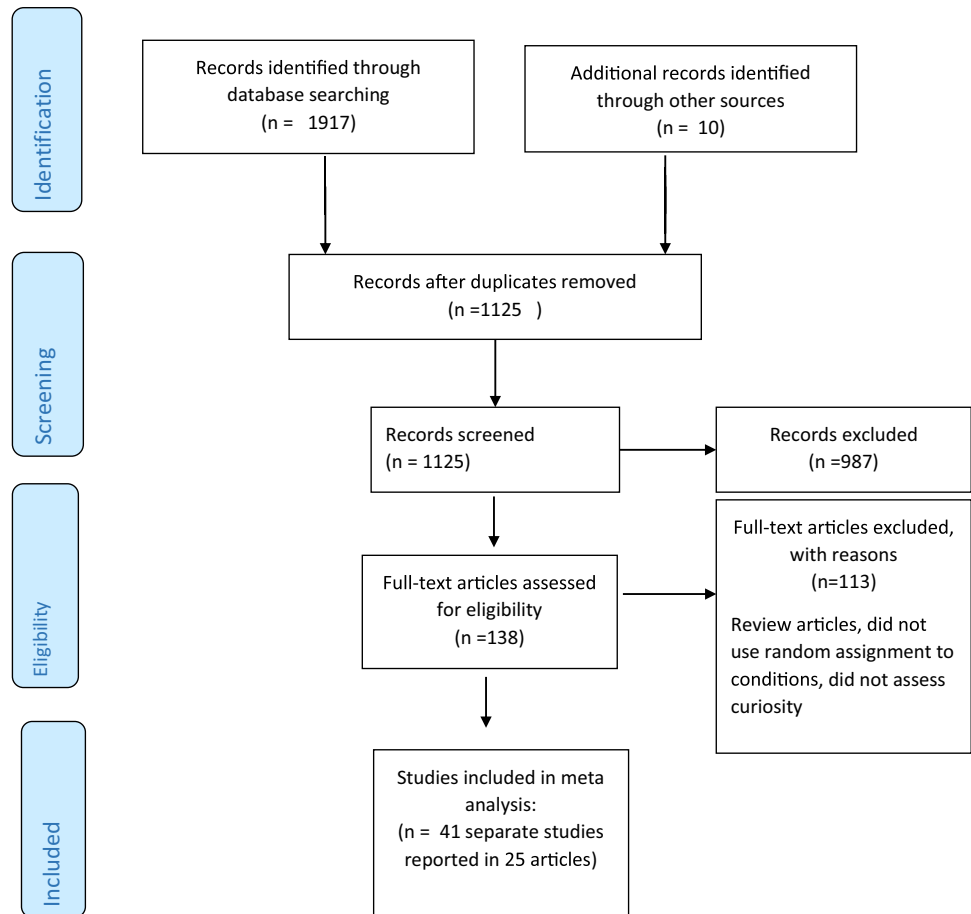 Identification
Records identified through
database searching
(n = 1917)
Additional records identified
through other sources
(n = 10)
Screening
Records after duplicates removed
(n =1125 )
Records screened
(n = 1125)
Records excluded
(n =987)
Eligibility
Full-text articles assessed
for eligibility
(n =138)
Full-text articles excluded,
with reasons
(n=113)
Review articles, did not
use random assignment to
conditions, did not assess
curiosity
Included
Studies included in meta
analysis:
(n = 41 separate studies
reported in 25 articles)